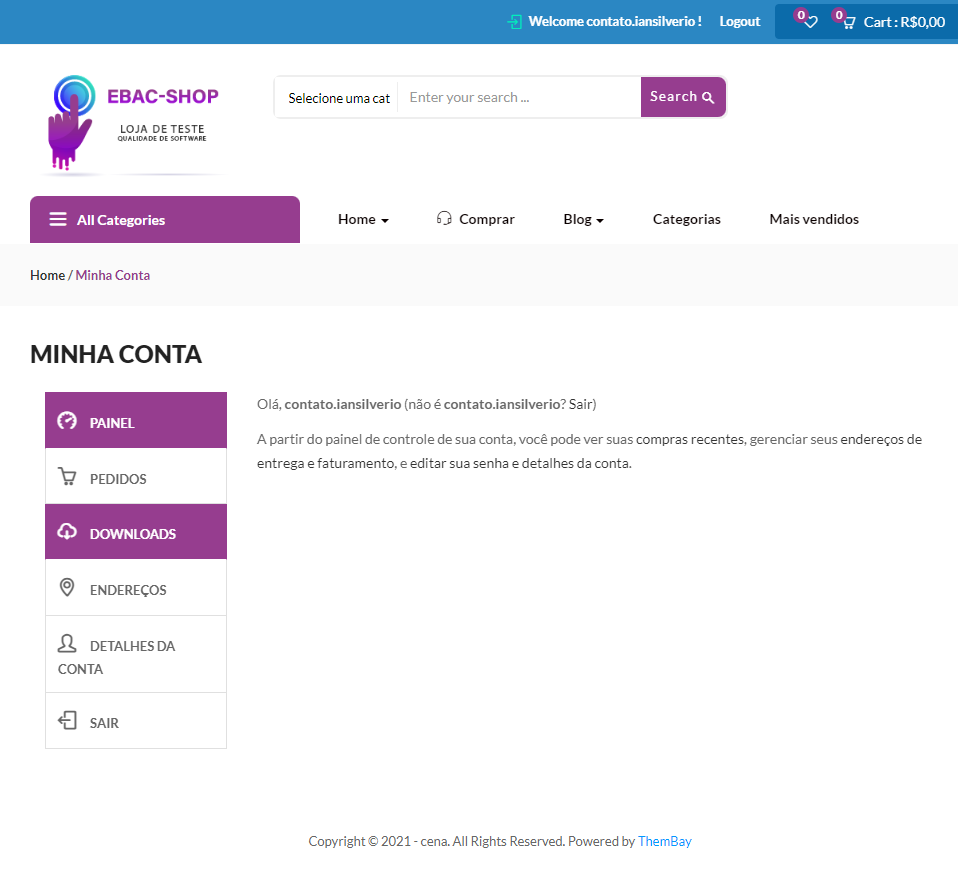 Welcome contato.iansilverio ! Logout 0 0 Cart : R$0,00
EBAC-SHOP
LOJA DE TESTE
QUALIDADE DE SOFTWARE
Selecione uma cat Enter your search ... Search
All Categories Home Comprar Blog Categorias Mais vendidos
Home / Minha Conta
MINHA CONTA
PAINEL
PEDIDOS
DOWNLOADS
ENDEREÇOS
DETALHES DA
CONTA
SAIR
Olá, contato.iansilverio (não é contato.iansilverio? Sair)
A partir do painel de controle de sua conta, você pode ver suas compras recentes, gerenciar seus endereços de
entrega e faturamento, e editar sua senha e detalhes da conta.
Copyright © 2021 - cena. All Rights Reserved. Powered by ThemBay